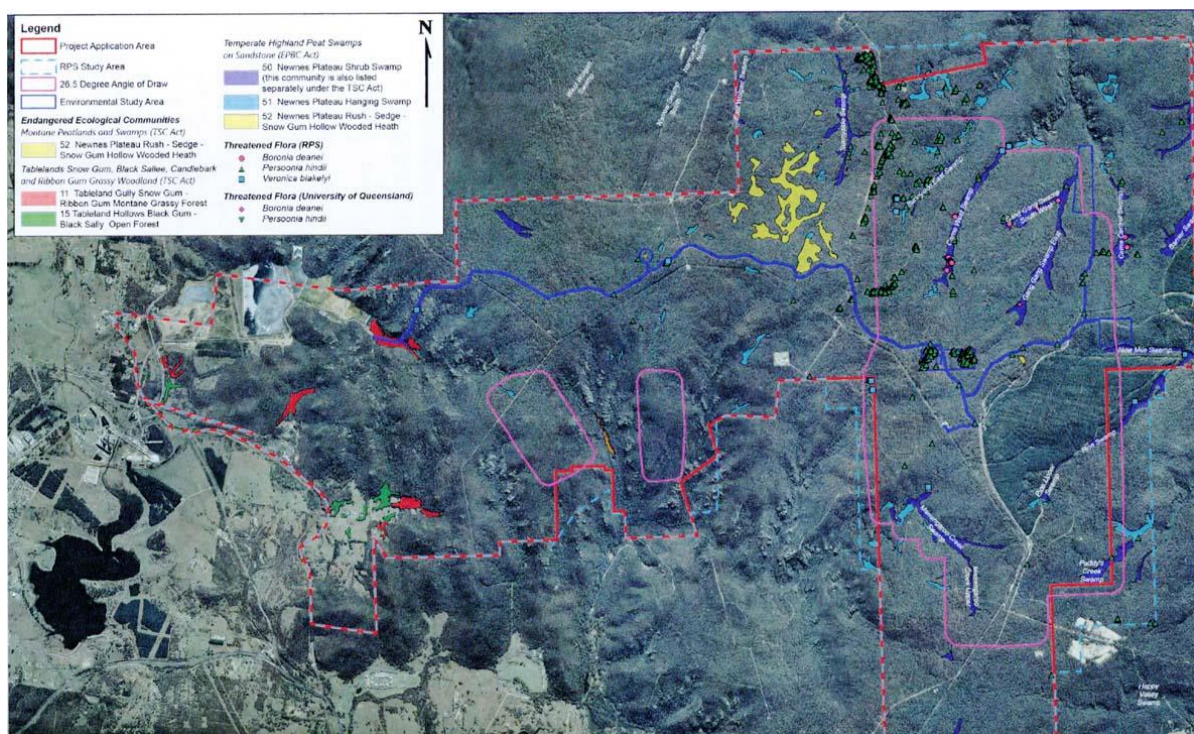 Legend
Project Application Area
RPS Study Area
26.5 Degree Angle of Draw
Environmental Study Area
Endangered Ecological Communities
Montane Peatlands and Swamps (TSC Act)
52 Newnes Plateau Rush - Sedge -
Snow Gum Hollow Wooded Heath
Tablelands Snow Gum, Black Sallee, Candlebark
and Ribbon Gum Grassy Woodland (TSC Act)
11 Tableland Gully Snow Gum -
Ribbon Gum Montane Grassy Forest
15 Tableland Hollows Black Gum -
Black Sally Open Forest
Temperate Highland Peat Swamps
on Sandstone (EPBC Act)
50 Newnes Plateau Shrub Swamp
(this community is also listed
separately under the TSC Act)
51 Newnes Plateau Hanging Swamp
52 Newnes Plateau Rush - Sedge -
Snow Gum Hollow Wooded Heath
Threatened Flora (RPS)
Boronia deanei
Persoonia hindii
Veronica blakelyi
Threatened Flora (University of Queensland)
Boronia deanei
Persoonia hindii
N
Paddy's
Creek
Swamp
Happy
Valley
Swamp